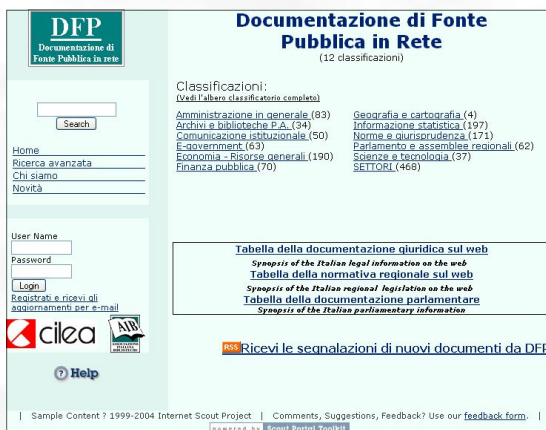 DFP
Documentazione di
Fonte Pubblica in rete
Search
Home
Ricerca avanzata
Chi siamo
Novità
User Name
Password
Login
Registrati e ricevi gli
aggiornamenti per e-mail
cilea
AIB
ASSOCIAZIONE
ITALIANA
BIBLIOTECHE
Help
Documentazione di Fonte
Pubblica in Rete
(12 classificazioni)
Classificazioni:
(Vedi l'albero classificatorio completo)
Amministrazione in generale (83)
Archivi e biblioteche P.A. (34)
Comunicazione istituzionale (50)
E-government (63)
Economia - Risorse generali (190)
Finanza pubblica (70)
Geografia e cartografia (4)
Informazione statistica (197)
Norme e giurisprudenza (171)
Parlamento e assemblee regionali (62)
Scienze e tecnologia (37)
SETTORI (468)
Tabella della documentazione giuridica sul web
Synopsis of the Italian legal information on the web
Tabella della normativa regionale sul web
Synopsis of the Italian regional legislation on the web
Tabella della documentazione parlamentare
Synopsis of the Italian parliamentary information
RSS Ricevi le segnalazioni di nuovi documenti da DFP
| Sample Content ? 1999-2004 Internet Scout Project | Comments, Suggestions, Feedback? Use our feedback form. |
powered by Scout Portal Toolkit